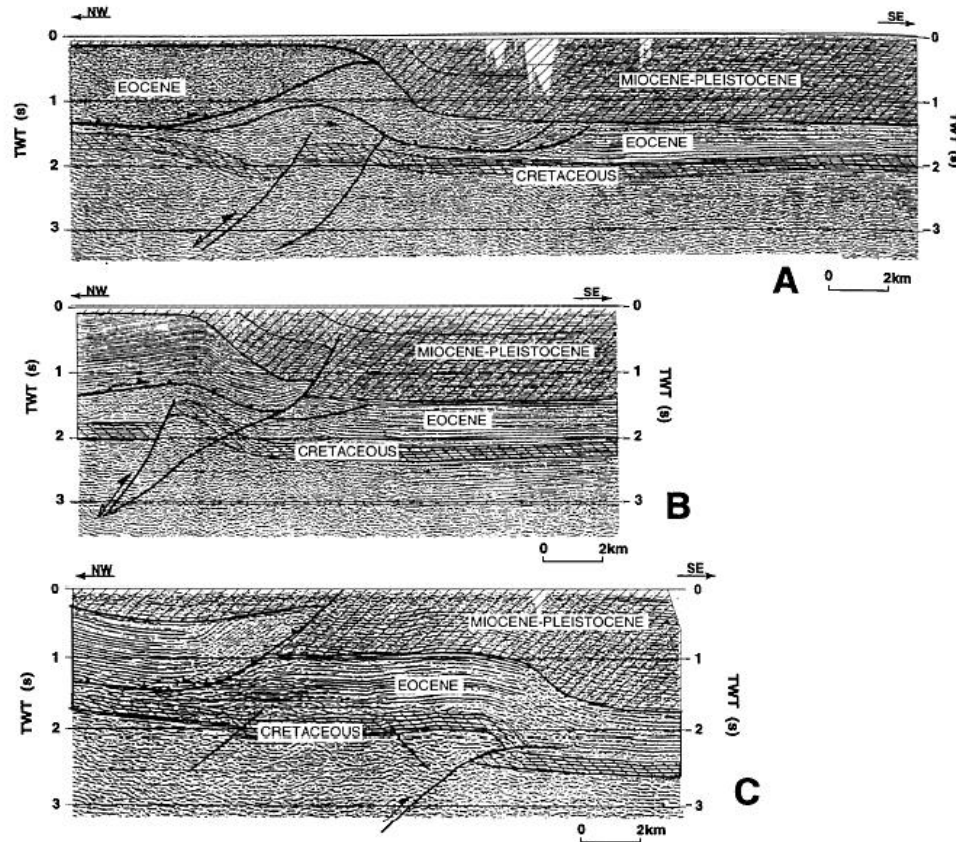 NW SE
0 0
EOCENE MIOCENE-PLEISTOCENE
1 1
TWT (s) TWT (s)
EOCENE
2 2
CRETACEOUS
3 3
A 0 2km
NW SE
0 0
MIOCENE-PLEISTOCENE
1 1
TWT (s) TWT (s)
EOCENE
2 2
CRETACEOUS
3 3
B
0 2km
NW SE
0 0
MIOCENE-PLEISTOCENE
1 1
TWT (s) EOCENE TWT (s)
2 CRETACEOUS 2
3 3
C
0 2km